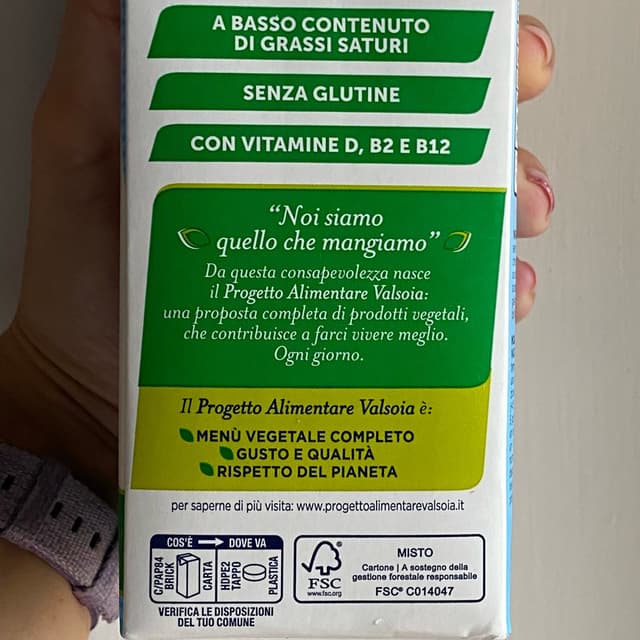 A BASSO CONTENUTO
DI GRASSI SATURI
SENZA GLUTINE
CON VITAMINE D, B2 E B12
“Noi siamo
quello che mangiamo”
Da questa consapevolezza nasce
il Progetto Alimentare Valsoia:
una proposta completa di prodotti vegetali,
che contribuisce a farci vivere meglio.
Ogni giorno.
Il Progetto Alimentare Valsoia è:
MENÙ VEGETALE COMPLETO
GUSTO E QUALITÀ
RISPETTO DEL PIANETA
per saperne di più visita: www.progettoalimentarevalsoia.it
COS'È DOVE VA
C/PAP84
BRICK
CARTA
HDPE2
TAPPO
PLASTICA
VERIFICA LE DISPOSIZIONI
DEL TUO COMUNE
FSC
www.fsc.org
MISTO
Cartone | A sostegno della
gestione forestale responsabile
FSC® C014047